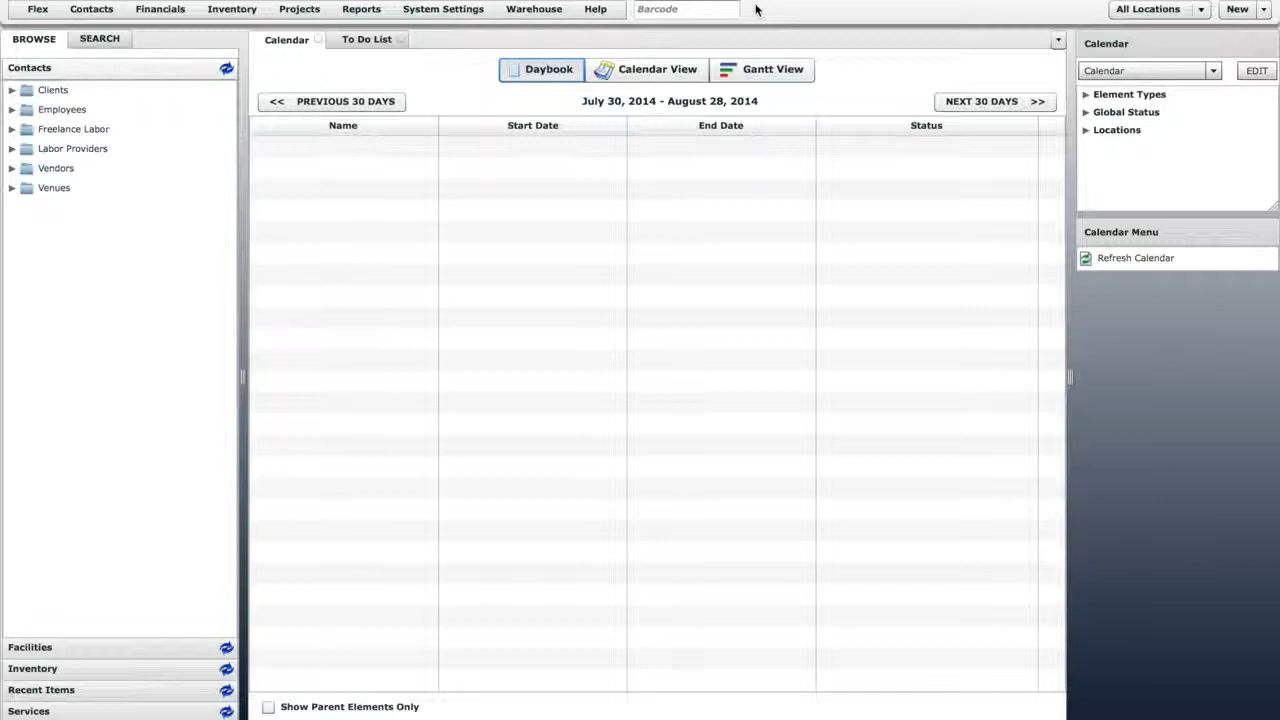 Flex Contacts Financials Inventory Projects Reports System Settings Warehouse Help Barcode All Locations New
BROWSE SEARCH
Contacts
Clients
Employees
Freelance Labor
Labor Providers
Vendors
Venues
Facilities
Inventory
Recent Items
Services
Calendar To Do List
Daybook Calendar View Gantt View
<< PREVIOUS 30 DAYS July 30, 2014 - August 28, 2014 NEXT 30 DAYS >>
Name Start Date End Date Status
Show Parent Elements Only
Calendar
Calendar EDIT
Element Types
Global Status
Locations
Calendar Menu
Refresh Calendar